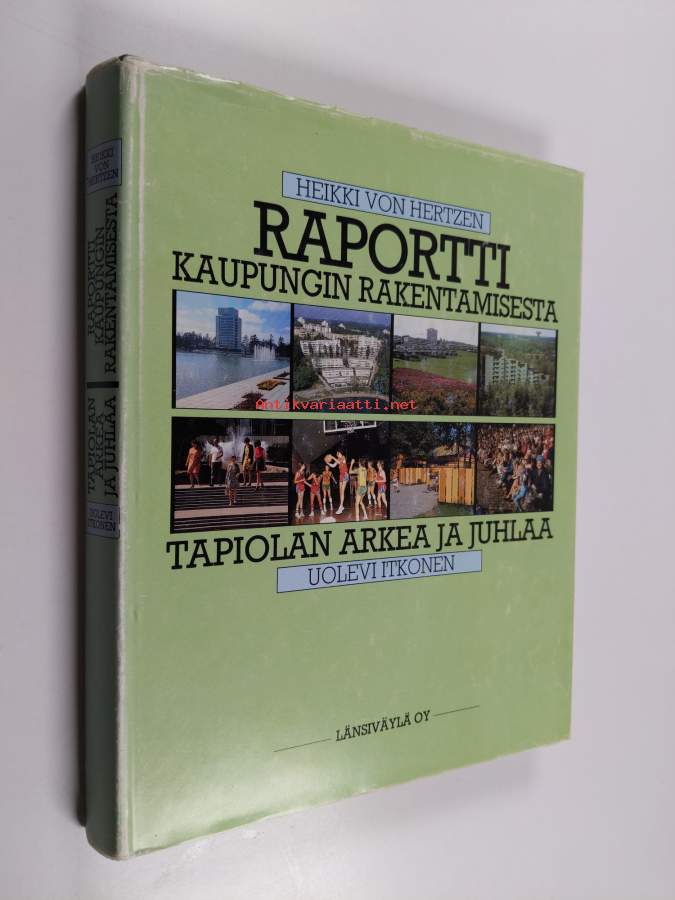 HEIKKI VON HERTZEN
RAPORTTI
KAUPUNGIN RAKENTAMISESTA
Antikvariaatti.net
TAPIOLAN ARKEA JA JUHLAA
UOLEVI ITKONEN
LÄNSIVÄYLÄ OY
HEIKKI
VON
HERTZEN
RAPORTTI
KAUPUNGIN
RAKENTAMISESTA
TAPIOLAN
ARKEA
JA JUHLAA
UOLEVI
ITKONEN